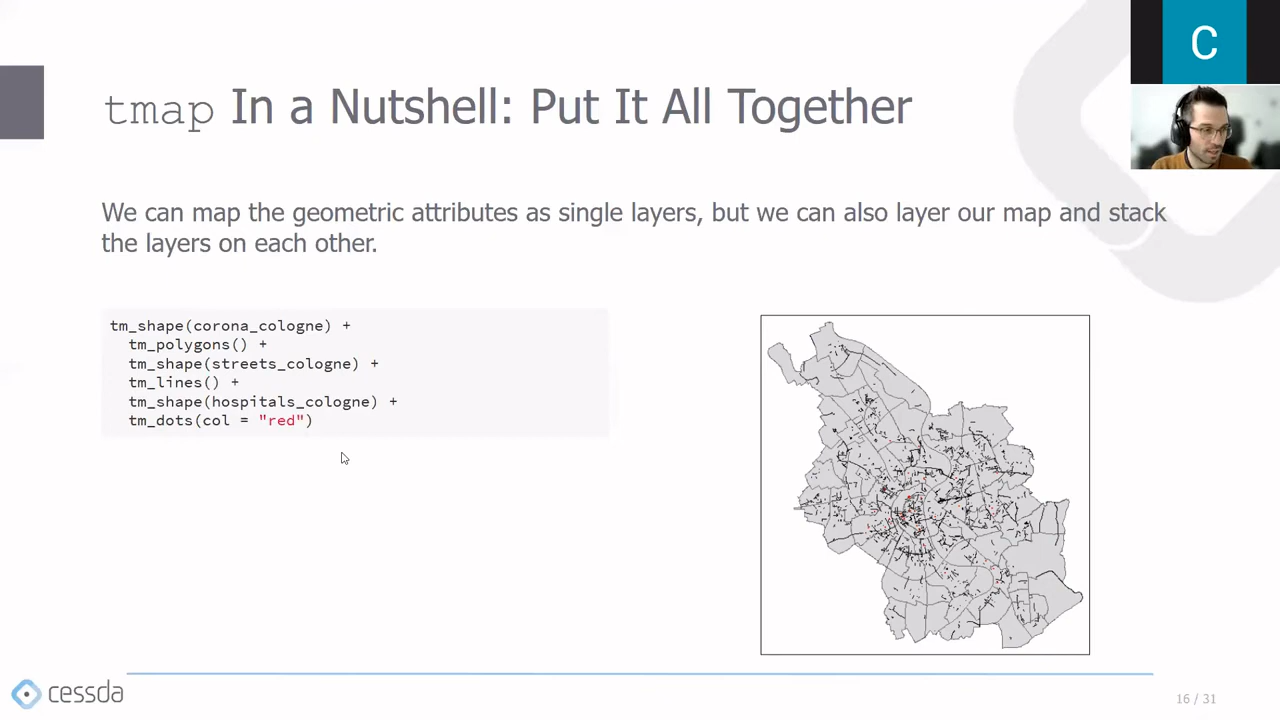 C
tmap In a Nutshell: Put It All Together
We can map the geometric attributes as single layers, but we can also layer our map and stack
the layers on each other.
tm_shape(corona_cologne) +
tm_polygons() +
tm_shape(streets_cologne) +
tm_lines() +
tm_shape(hospitals_cologne) +
tm_dots(col = "red")
cessda
16 / 31